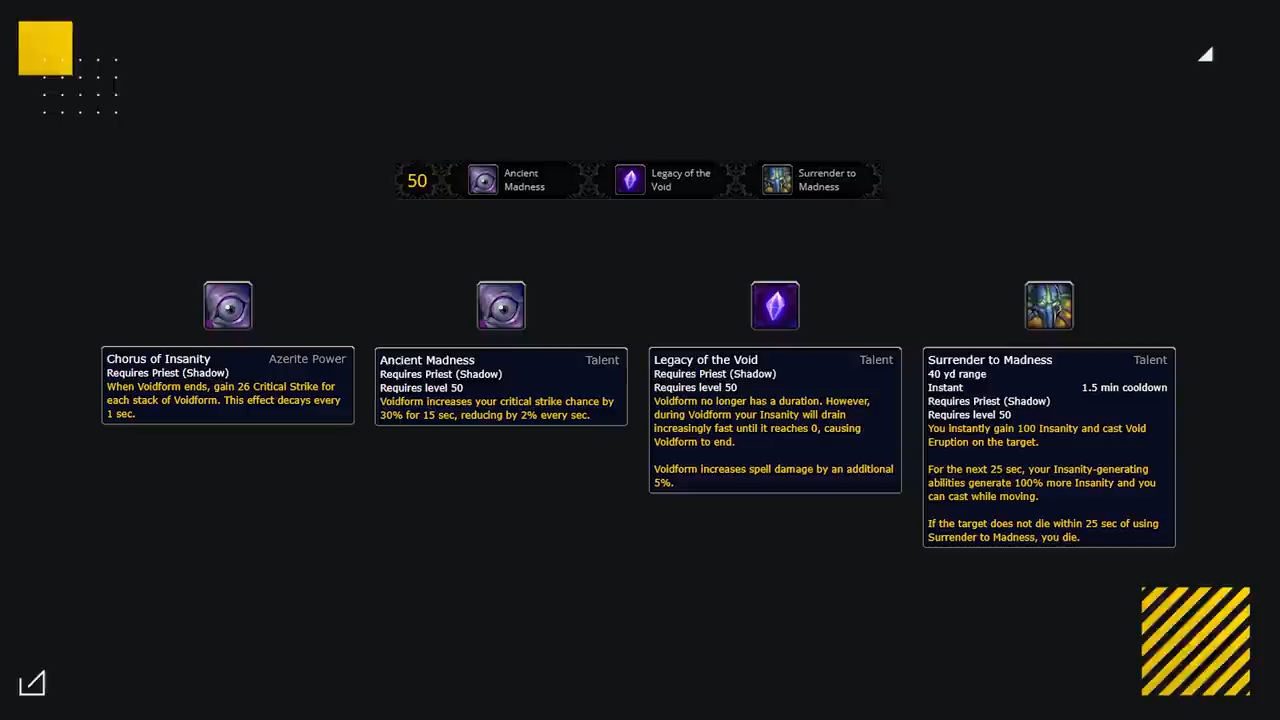 50
Ancient
Madness
Legacy of the
Void
Surrender to
Madness
Chorus of Insanity Azerite Power
Requires Priest (Shadow)
When Voidform ends, gain 26 Critical Strike for
each stack of Voidform. This effect decays every
1 sec.
Ancient Madness Talent
Requires Priest (Shadow)
Requires level 50
Voidform increases your critical strike chance by
30% for 15 sec, reducing by 2% every sec.
Legacy of the Void Talent
Requires Priest (Shadow)
Requires level 50
Voidform no longer has a duration. However,
during Voidform your Insanity will drain
increasingly fast until it reaches 0, causing
Voidform to end.
Voidform increases spell damage by an additional
5%.
Surrender to Madness Talent
40 yd range
Instant 1.5 min cooldown
Requires Priest (Shadow)
Requires level 50
You instantly gain 100 Insanity and cast Void
Eruption on the target.
For the next 25 sec, your Insanity-generating
abilities generate 100% more Insanity and you
can cast while moving.
If the target does not die within 25 sec of using
Surrender to Madness, you die.